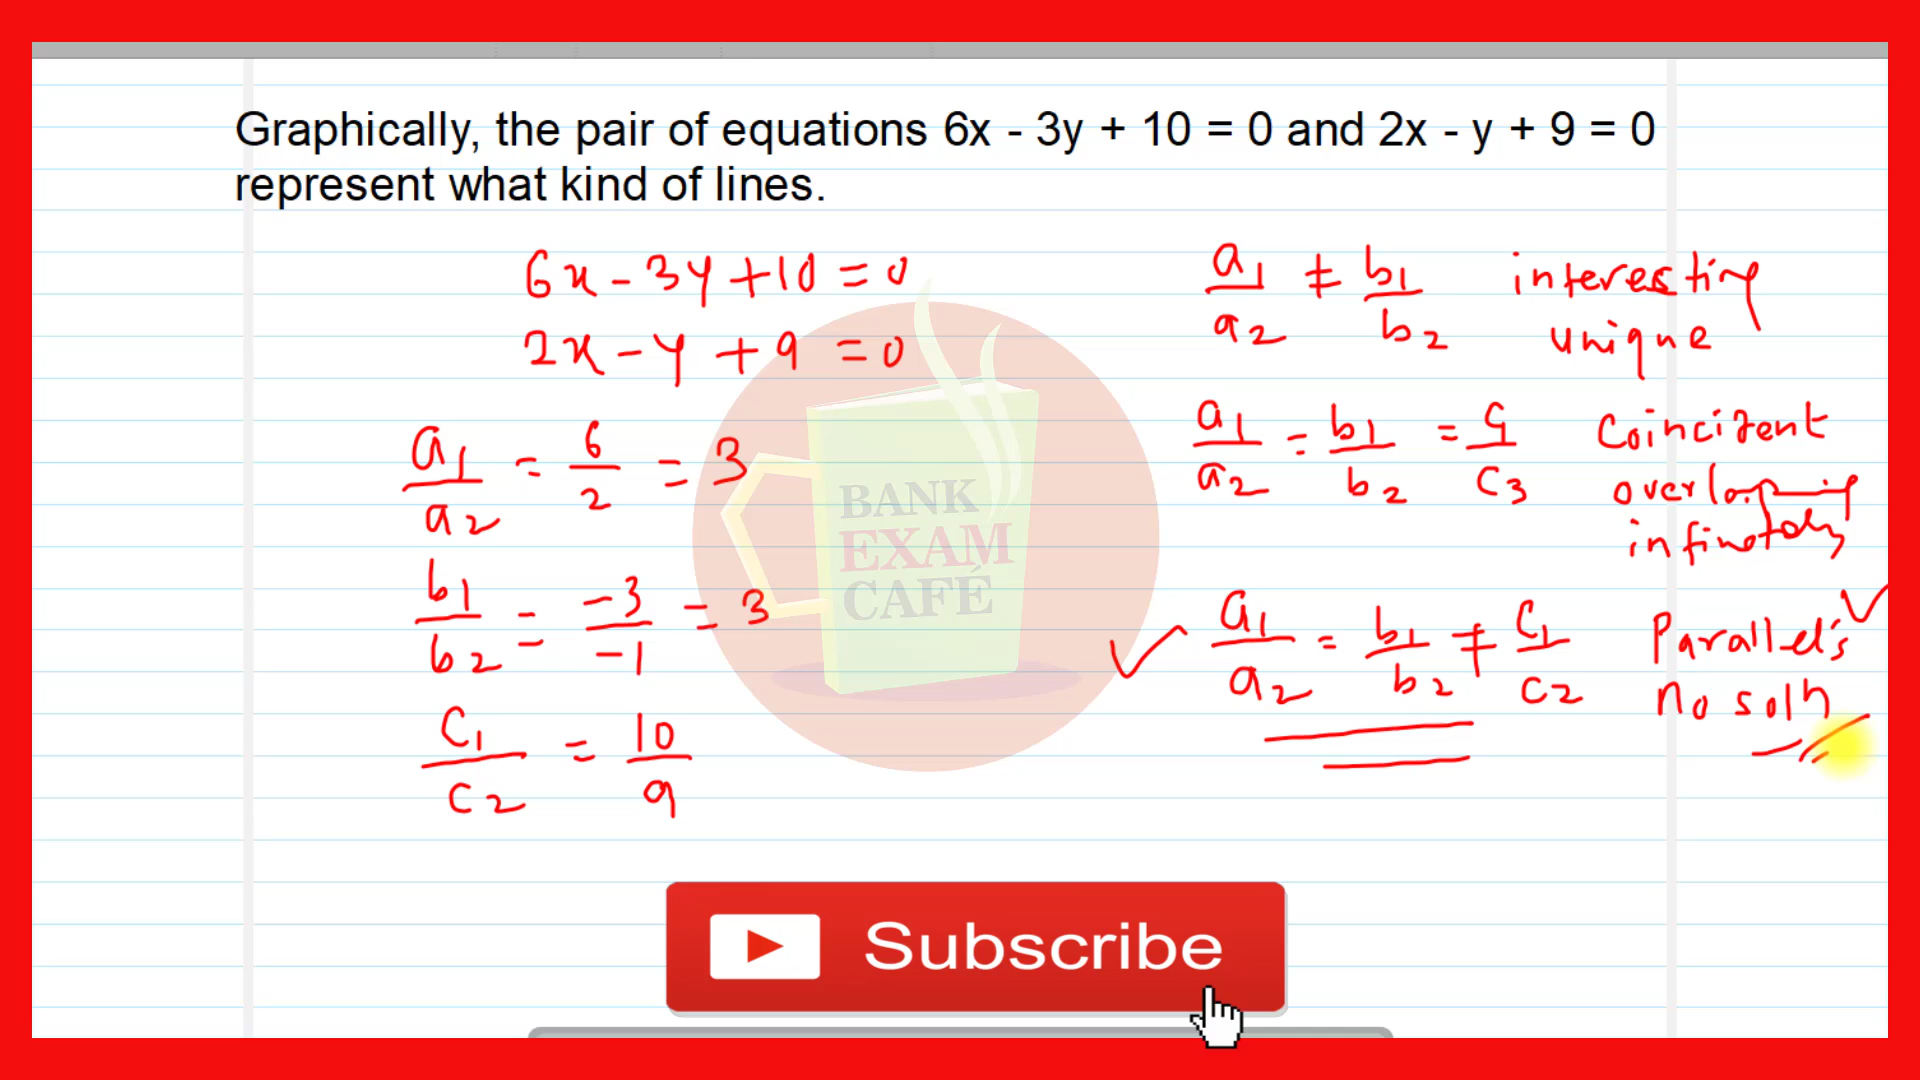 Graphically, the pair of equations 6x - 3y + 10 = 0 and 2x - y + 9 = 0
represent what kind of lines.
6x - 3y + 10 = 0
2x - y + 9 = 0
a1/a2 = 6/2 = 3
b1/b2 = -3/-1 = 3
c1/c2 = 10/9
a1/a2 ≠ b1/b2 interesting
unique
a1/a2 = b1/b2 = c1/c3 Coincident
overlapping
a1/a2 = b1/b2 ≠ c1/c2 Parallel's
no soln
BANK
EXAM
CAFÉ
Subscribe